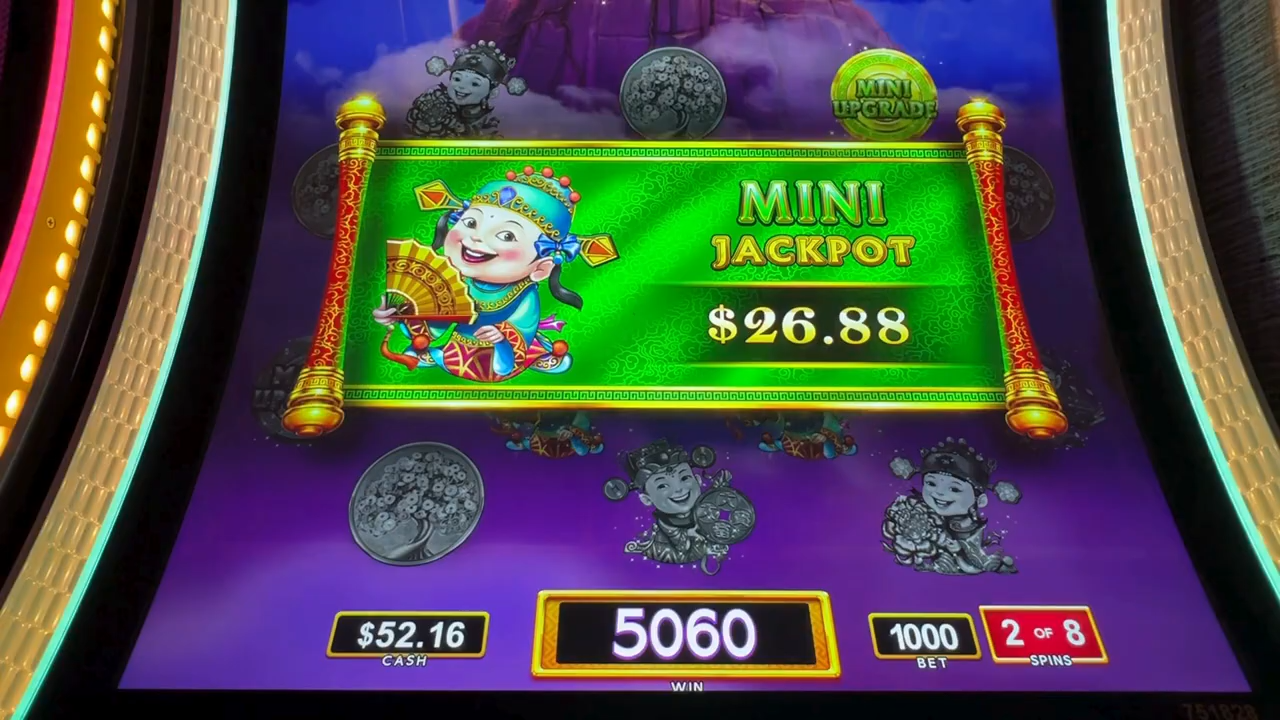 MINI
UPGRADE
MINI
JACKPOT
$26.88
$52.16
CASH
5060
WIN
1000
BET
2 OF 8
SPINS